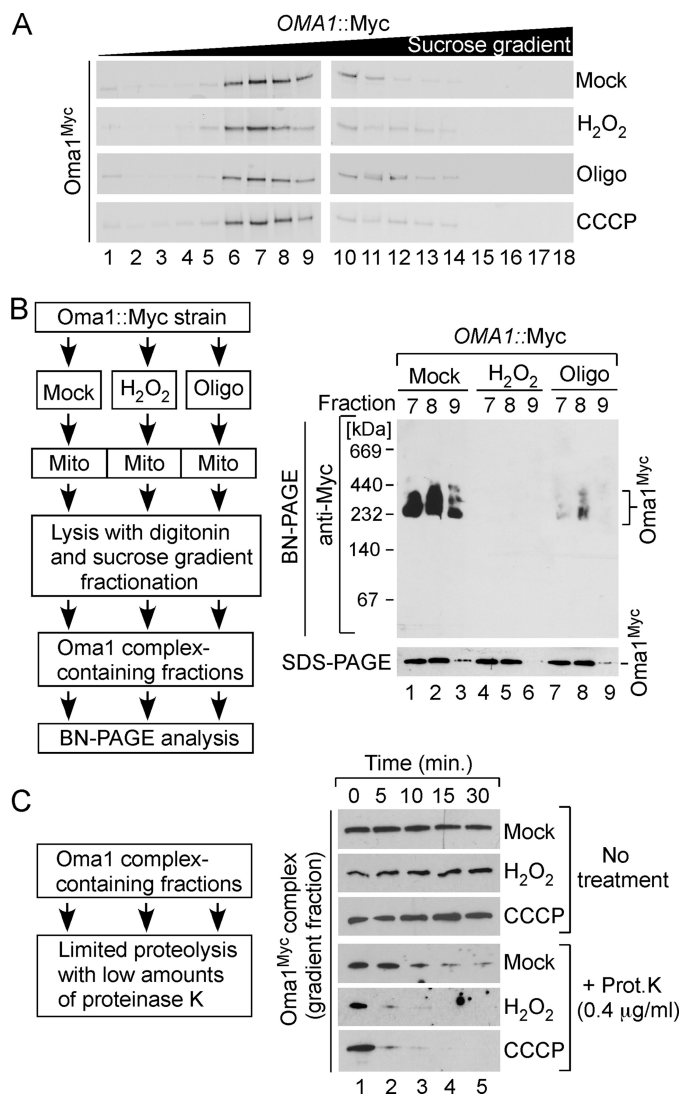 A
OMA1::Myc
Sucrose gradient
Oma1Myc
Mock
H2O2
Oligo
CCCP
1 2 3 4 5 6 7 8 9 10 11 12 13 14 15 16 17 18
B
Oma1::Myc strain
Mock H2O2 Oligo
Mito Mito Mito
Lysis with digitonin
and sucrose gradient
fractionation
Oma1 complex-
containing fractions
BN-PAGE analysis
OMA1::Myc
Mock H2O2 Oligo
Fraction 7 8 9 7 8 9 7 8 9
[kDa]
669
440
232
140
67
BN-PAGE
anti-Myc
Oma1Myc
SDS-PAGE
Oma1Myc
1 2 3 4 5 6 7 8 9
C
Oma1 complex-
containing fractions
Limited proteolysis
with low amounts
of proteinase K
Time (min.)
0 5 10 15 30
Oma1Myc complex
(gradient fraction)
Mock
H2O2
CCCP
No
treatment
Mock
H2O2
CCCP
+ Prot.K
(0.4 µg/ml)
1 2 3 4 5